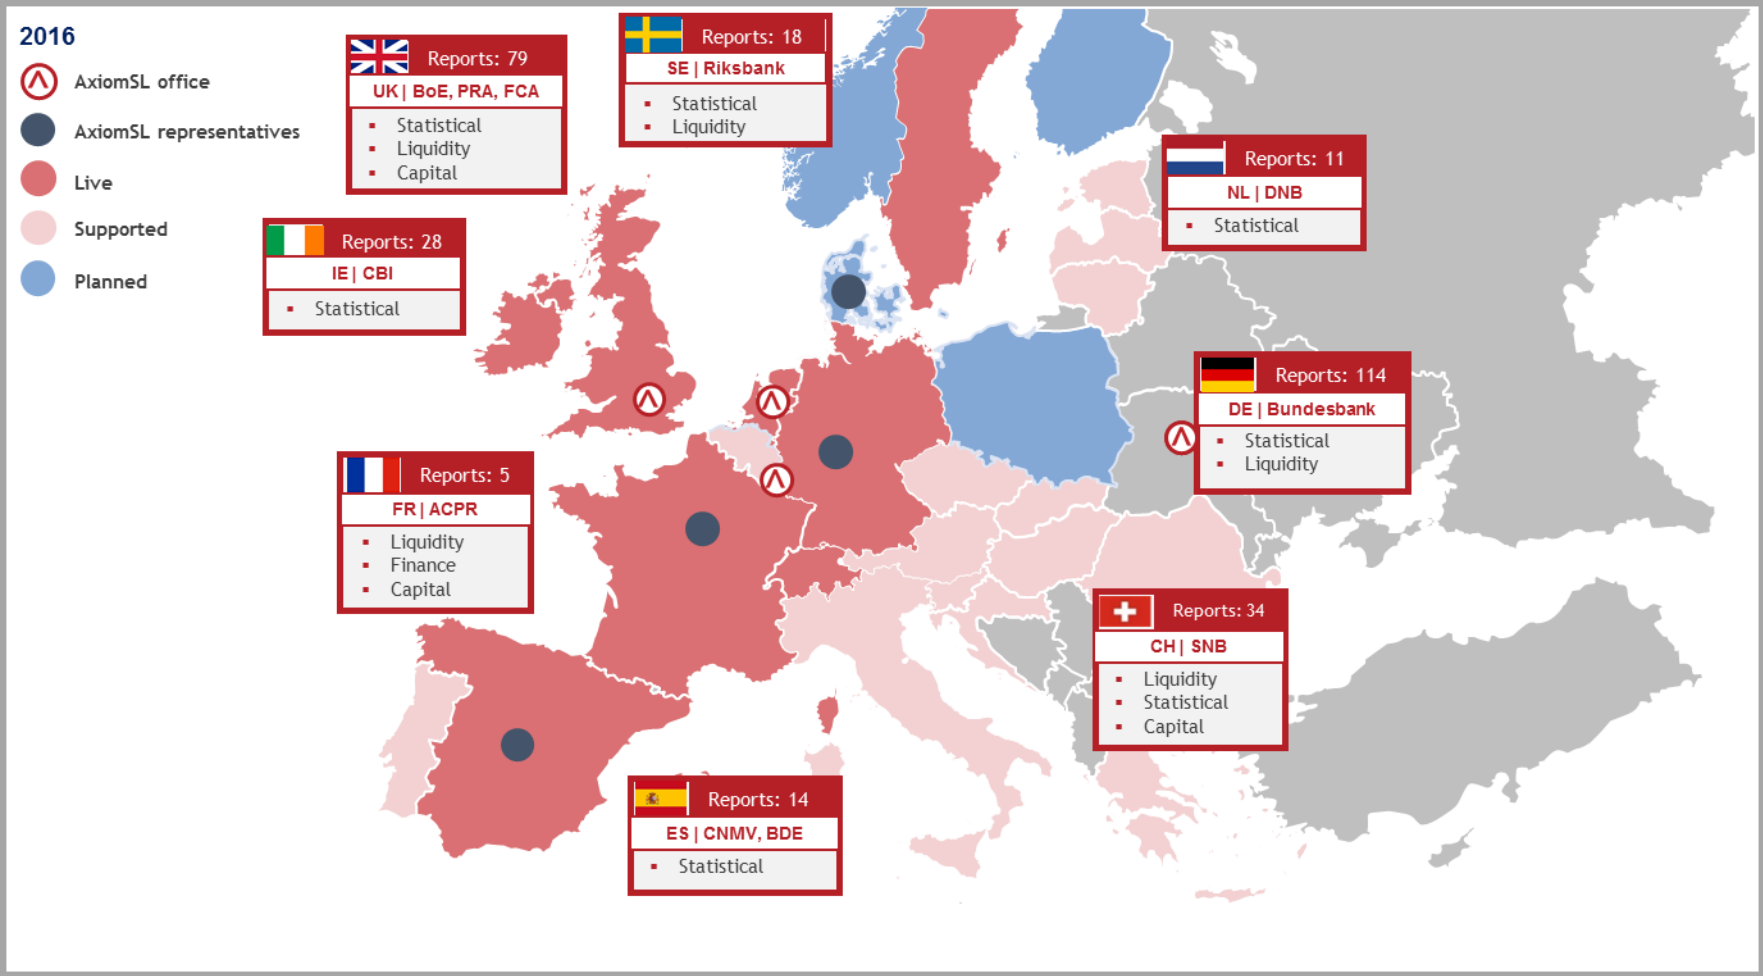 2016
AxiomSL office
AxiomSL representatives
Live
Supported
Planned
Reports: 79
UK | BoE, PRA, FCA
▪ Statistical
▪ Liquidity
▪ Capital
Reports: 18
SE | Riksbank
▪ Statistical
▪ Liquidity
Reports: 11
NL | DNB
▪ Statistical
Reports: 28
IE | CBI
▪ Statistical
Reports: 114
DE | Bundesbank
▪ Statistical
▪ Liquidity
Reports: 5
FR | ACPR
▪ Liquidity
▪ Finance
▪ Capital
Reports: 34
CH | SNB
▪ Liquidity
▪ Statistical
▪ Capital
Reports: 14
ES | CNMV, BDE
▪ Statistical